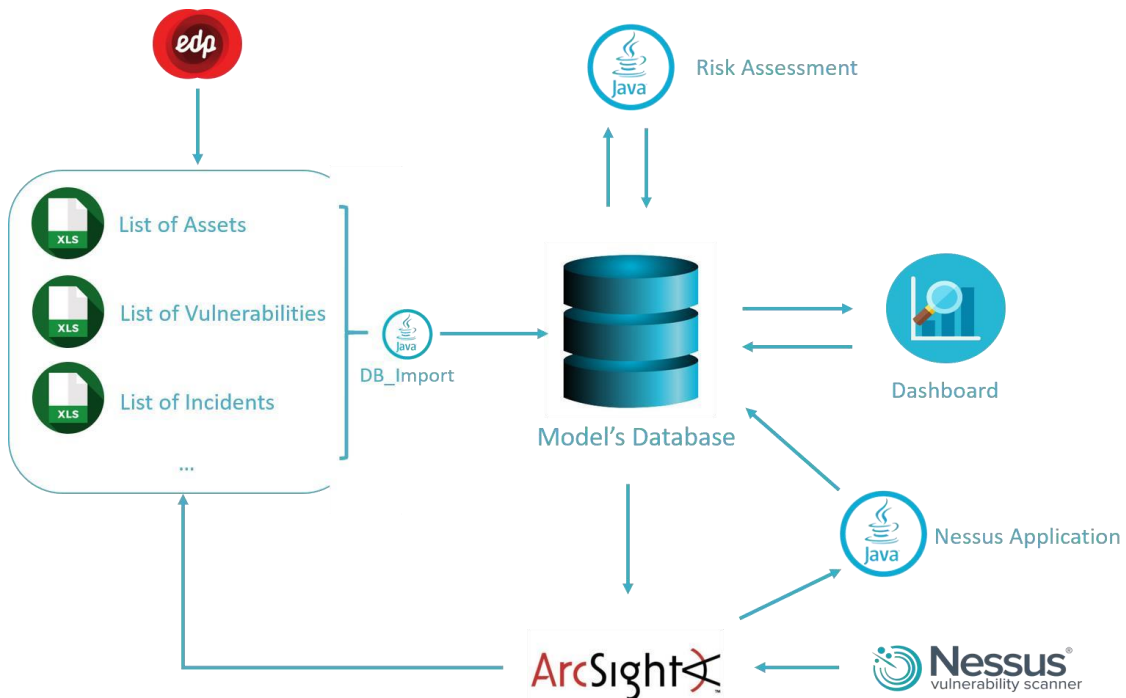 edp
Java
Risk Assessment
XLS
List of Assets
XLS
List of Vulnerabilities
XLS
List of Incidents
...
Java
DB_Import
Model's Database
Dashboard
Java
Nessus Application
ArcSight
™
Nessus®
vulnerability scanner